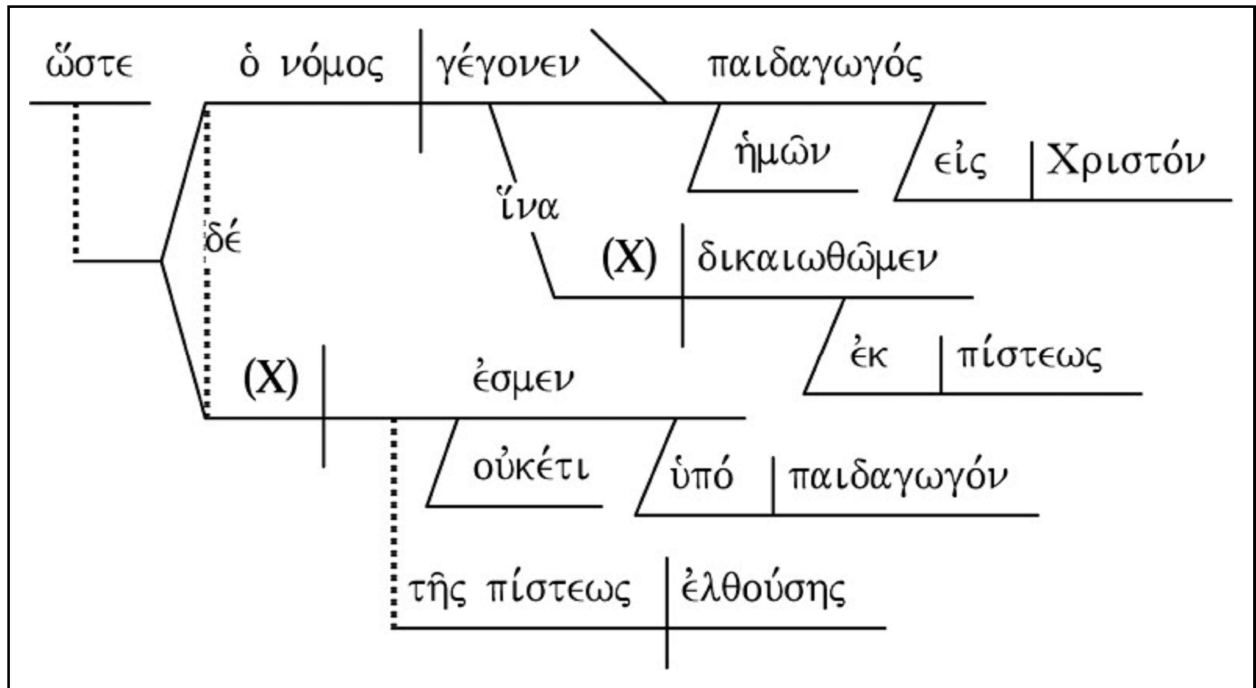 ὥστε ὁ νόμος γέγονεν παιδαγωγός
ἡμῶν εἰς Χριστόν
ἵνα
δέ
(X) δικαιωθῶμεν
ἐκ πίστεως
(X) ἐσμεν
οὐκέτι ὑπό παιδαγωγόν
τῆς πίστεως ἐλθούσης